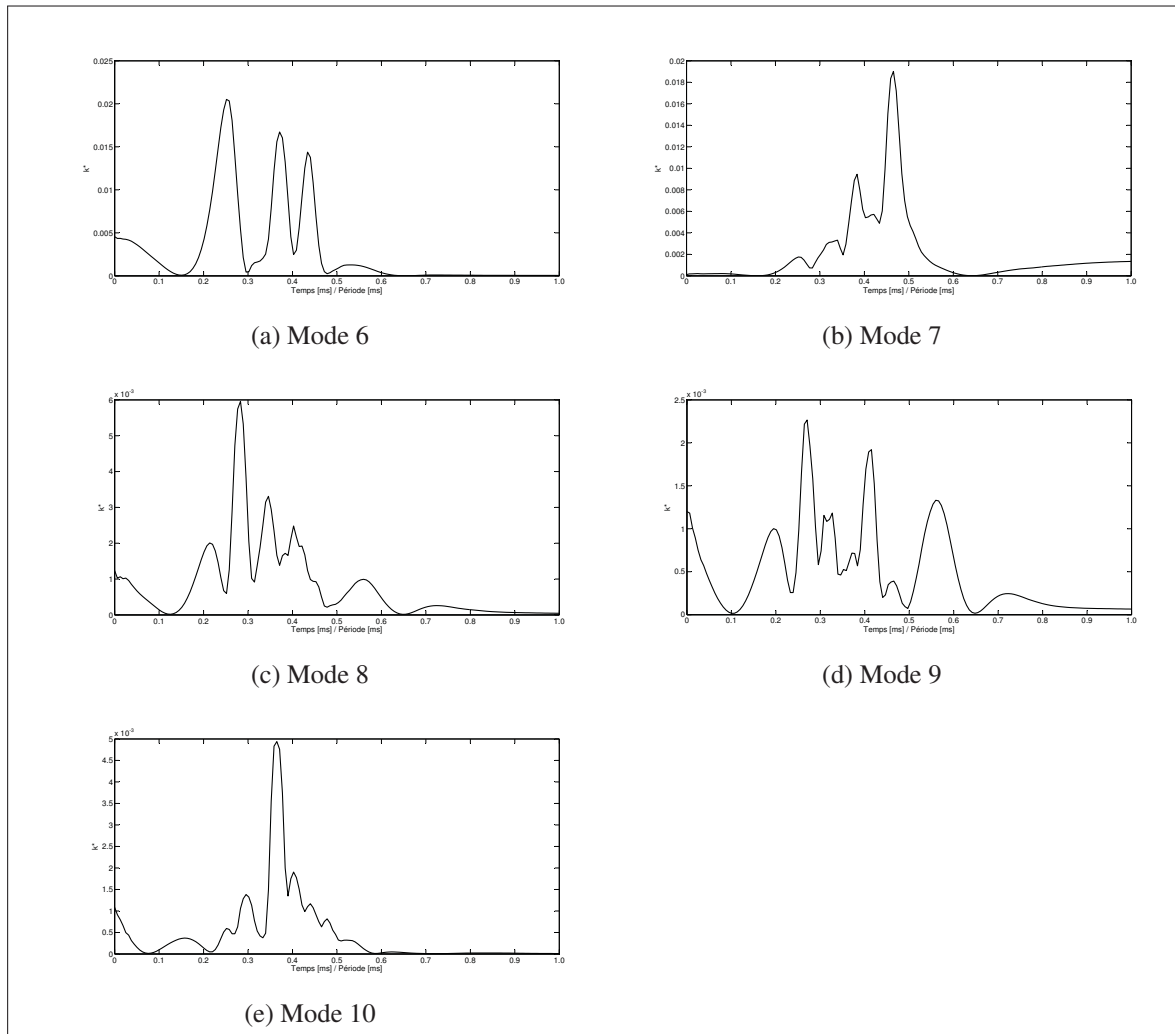 0.025
0.02
0.015
0.01
0.005
0
k*
0 0.1 0.2 0.3 0.4 0.5 0.6 0.7 0.8 0.9 1.0
Temps [ms] / Période [ms]
(a) Mode 6
0.02
0.018
0.016
0.014
0.012
0.01
0.008
0.006
0.004
0.002
0
k*
0 0.1 0.2 0.3 0.4 0.5 0.6 0.7 0.8 0.9 1.0
Temps [ms] / Période [ms]
(b) Mode 7
x 10⁻³
6
5
4
3
2
1
0
k*
0 0.1 0.2 0.3 0.4 0.5 0.6 0.7 0.8 0.9 1.0
Temps [ms] / Période [ms]
(c) Mode 8
x 10⁻³
2.5
2
1.5
1
0.5
0
k*
0 0.1 0.2 0.3 0.4 0.5 0.6 0.7 0.8 0.9 1.0
Temps [ms] / Période [ms]
(d) Mode 9
x 10⁻³
5
4.5
4
3.5
3
2.5
2
1.5
1
0.5
0
k*
0 0.1 0.2 0.3 0.4 0.5 0.6 0.7 0.8 0.9 1.0
Temps [ms] / Période [ms]
(e) Mode 10